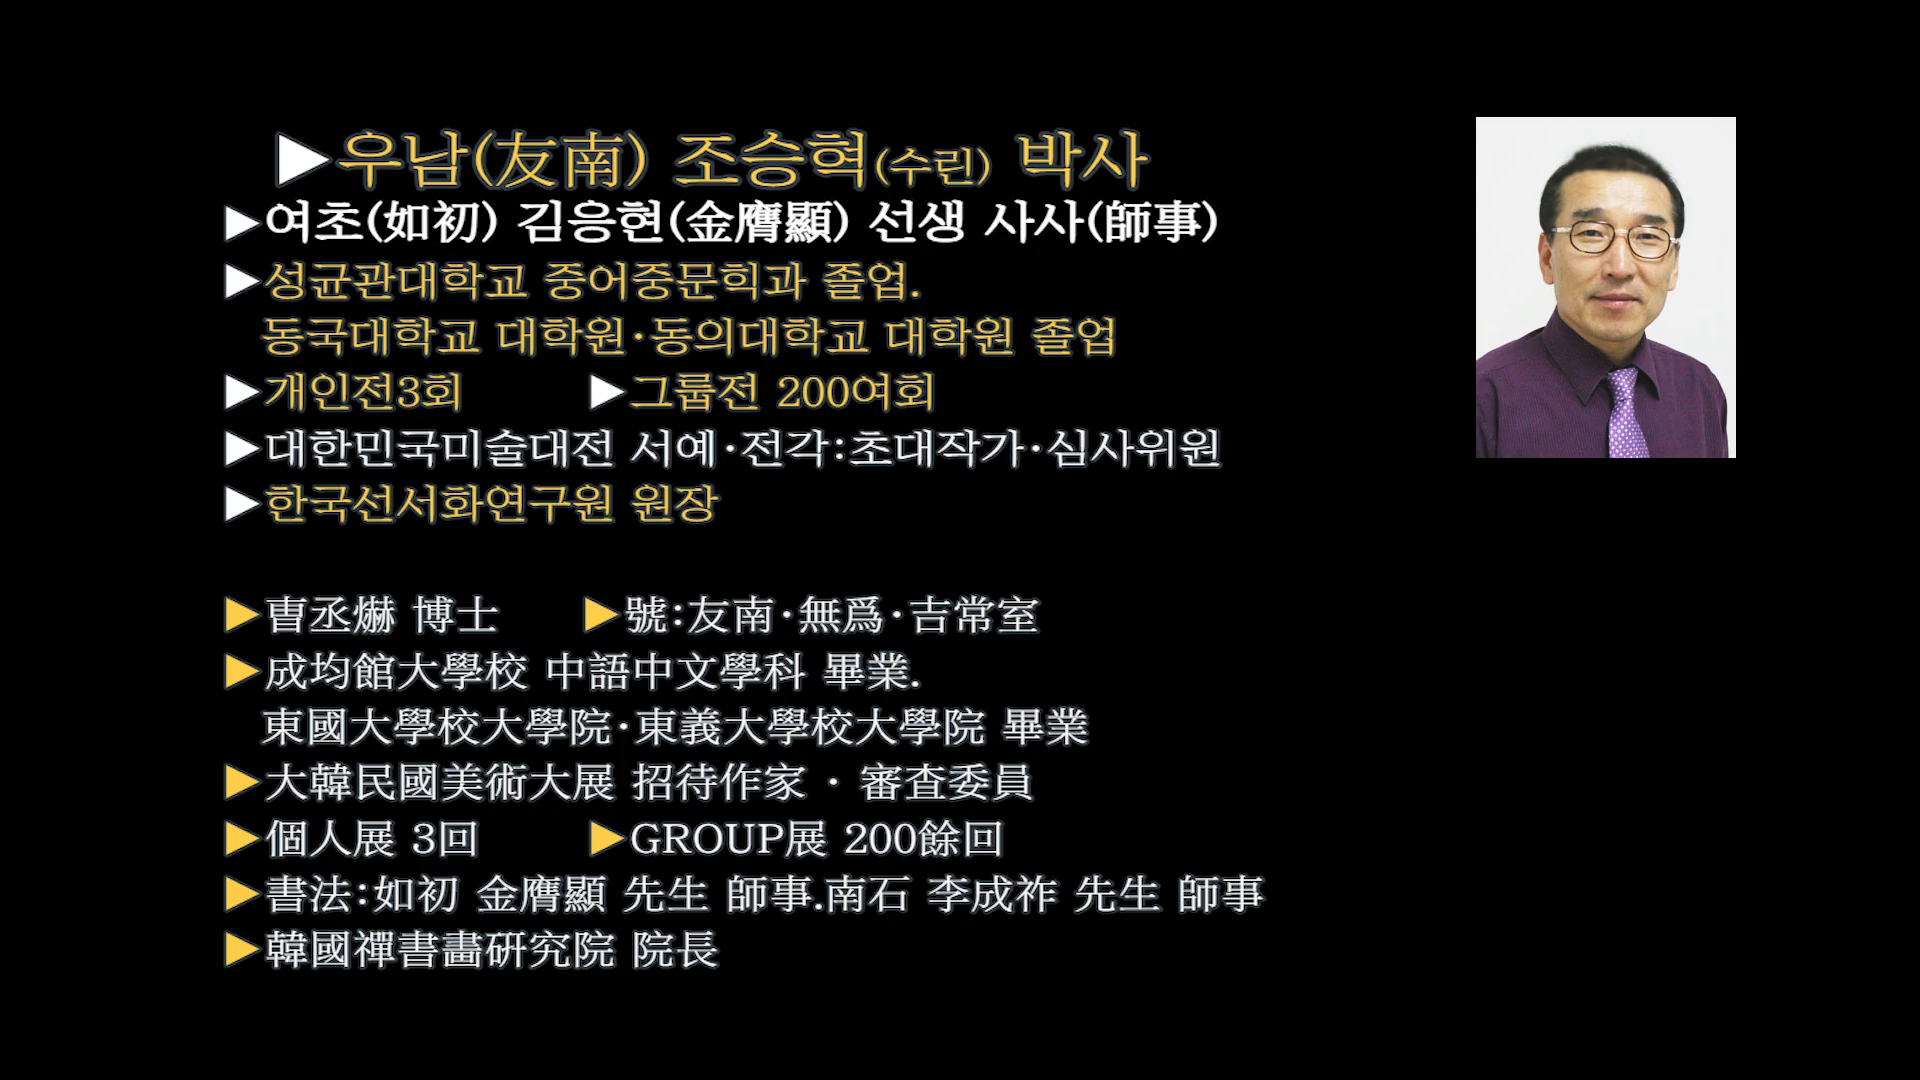 ▶우남(友南) 조승혁(수린) 박사
▶여초(如初) 김응현(金膺顯) 선생 사사(師事)
▶성균관대학교 중어중문힉과 졸업.
동국대학교 대학원·동의대학교 대학원 졸업
▶개인전3회 ▶그룹전 200여회
▶대한민국미술대전 서예·전각:초대작가·심사위원
▶한국선서화연구원 원장
▶曺丞爀 博士 ▶號:友南·無爲·吉常室
▶成均館大學校 中語中文學科 畢業.
東國大學校大學院·東義大學校大學院 畢業
▶大韓民國美術大展 招待作家 · 審査委員
▶個人展 3回 ▶GROUP展 200餘回
▶書法:如初 金膺顯 先生 師事.南石 李成祚 先生 師事
▶韓國禪書畵硏究院 院長